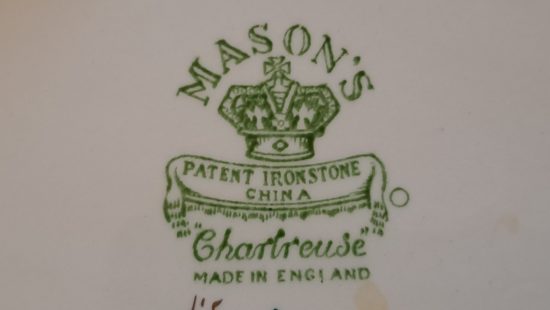 MASON'S
PATENT IRONSTONE
CHINA
"Chartreuse"
MADE IN ENGLAND